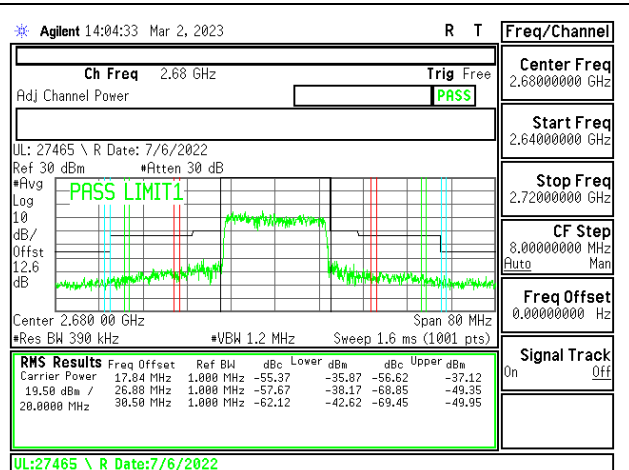 Agilent 14:04:33 Mar 2, 2023 R T
Freq/Channel
Ch Freq 2.68 GHz Trig Free
Adj Channel Power PASS
UL: 27465 \ R Date: 7/6/2022
Ref 30 dBm #Atten 30 dB
#Avg
Log
10
dB/
Offst
12.6
dB
PASS LIMIT1
Center 2.680 00 GHz Span 80 MHz
#Res BW 390 kHz #VBW 1.2 MHz Sweep 1.6 ms (1001 pts)
RMS Results Freq Offset Ref BW dBc Lower dBm dBc Upper dBm
Carrier Power 17.84 MHz 1.000 MHz -55.37 -35.87 -56.62 -37.12
19.50 dBm / 26.88 MHz 1.000 MHz -57.67 -38.17 -68.85 -49.35
20.0000 MHz 30.50 MHz 1.000 MHz -62.12 -42.62 -69.45 -49.95
UL:27465 \ R Date:7/6/2022
Center Freq
2.68000000 GHz
Start Freq
2.64000000 GHz
Stop Freq
2.72000000 GHz
CF Step
8.00000000 MHz
Auto Man
Freq Offset
0.00000000 Hz
Signal Track
On Off